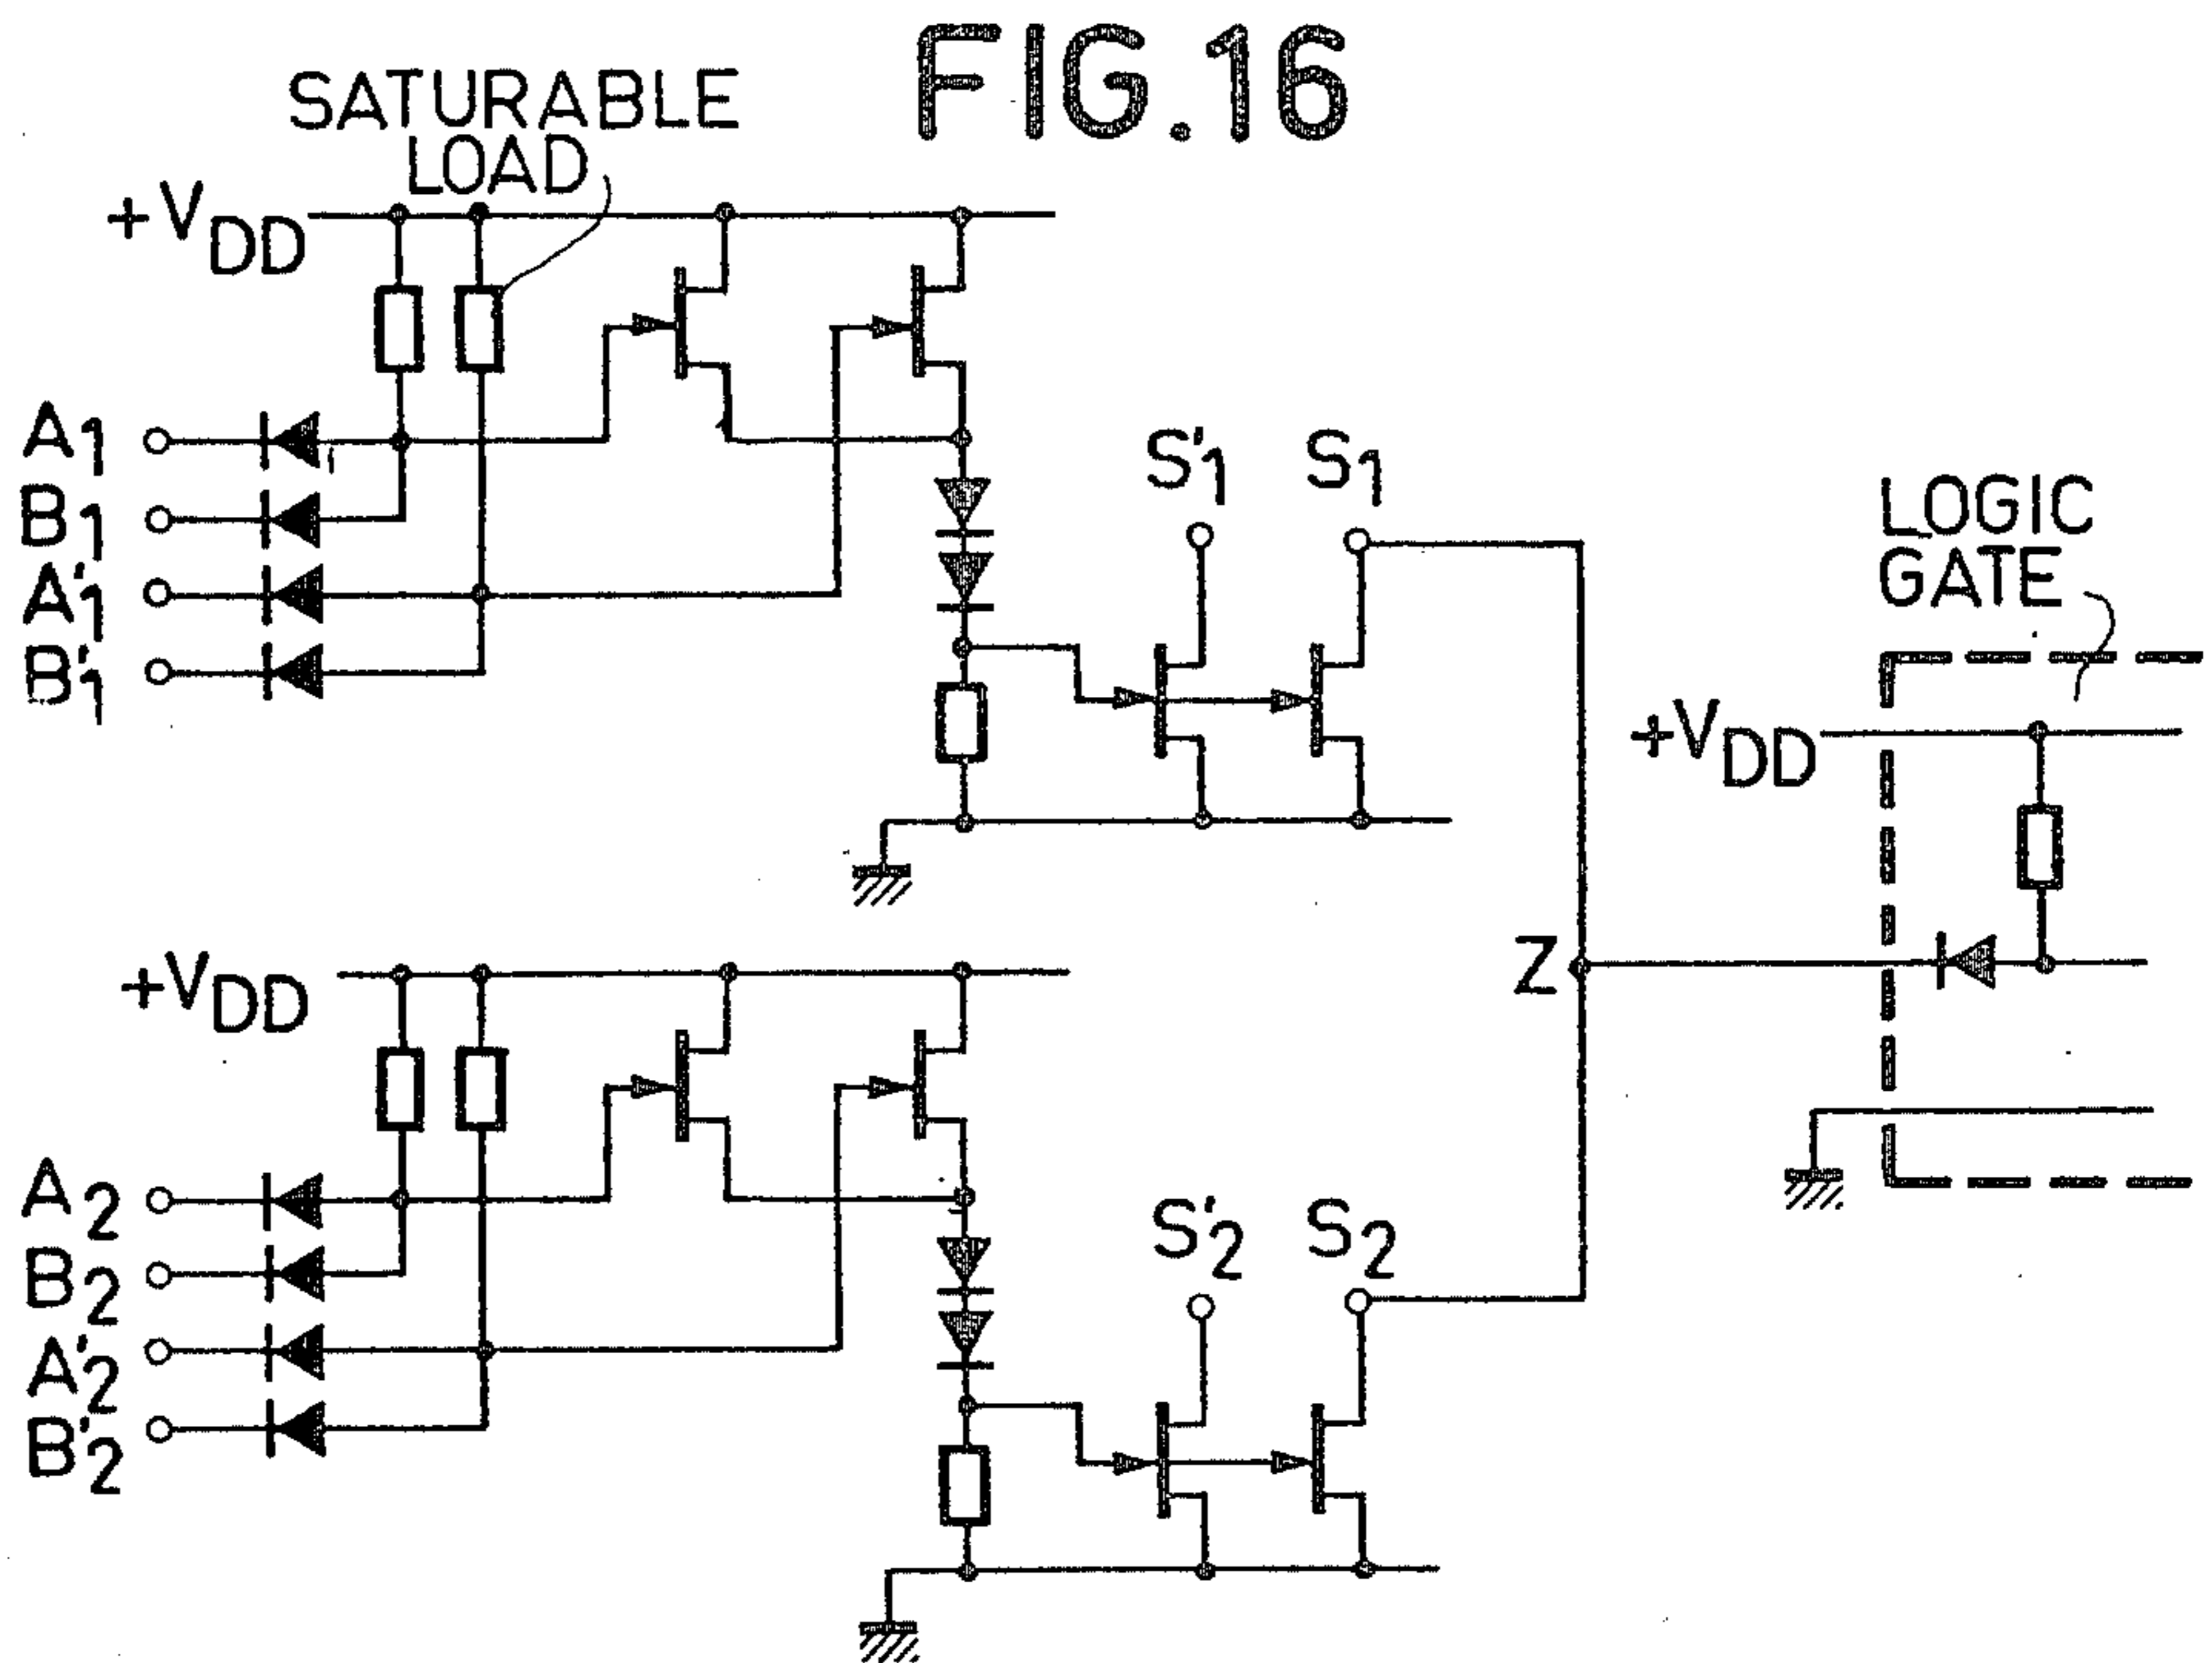 FIG.16
SATURABLE
LOAD
+VDD
A1
B1
A'1
B'1
S'1
S1
LOGIC
GATE
+VDD
Z
+VDD
A2
B2
A'2
B'2
S'2
S2